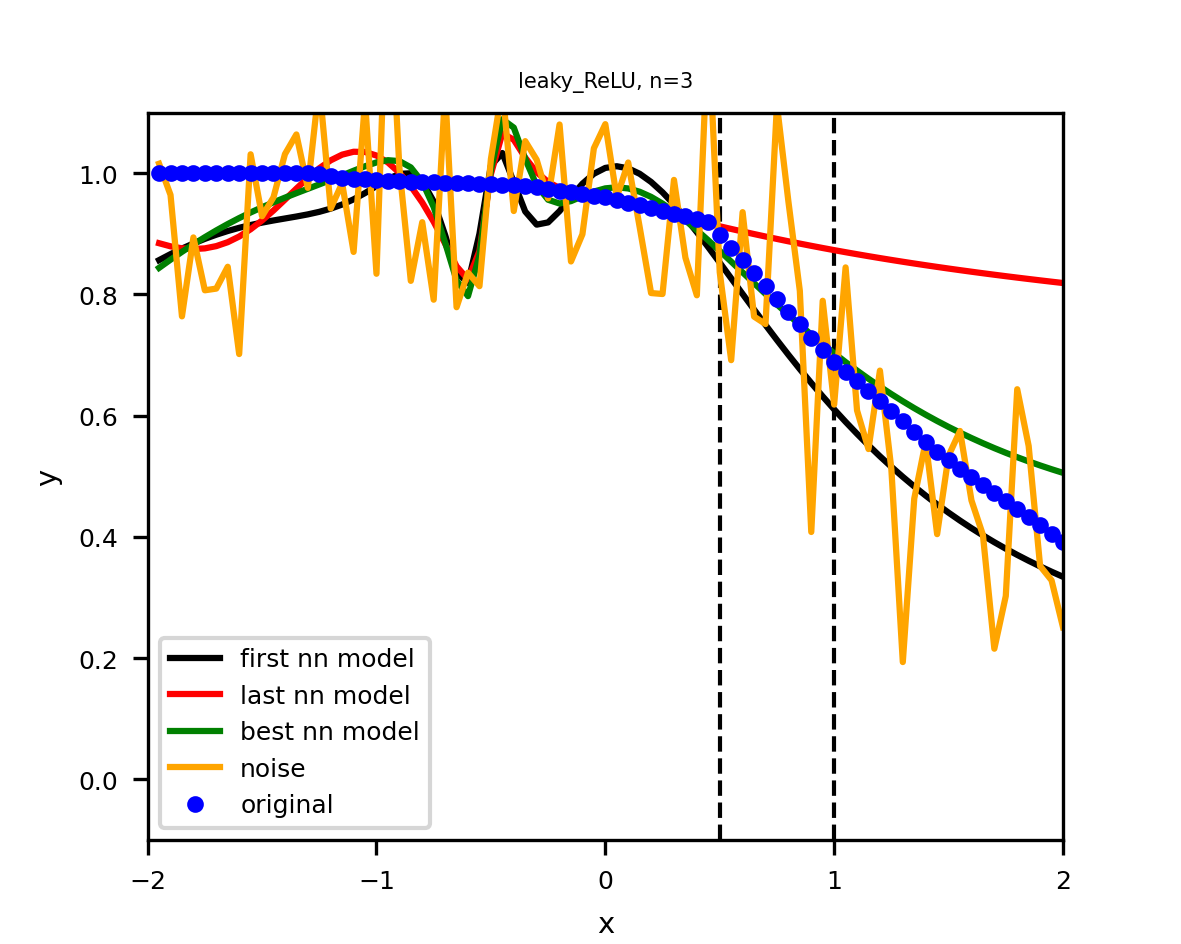 leaky_ReLU, n=3
1.0
0.8
0.6
0.4
0.2
0.0
y
first nn model
last nn model
best nn model
noise
original
−2
−1
0
1
2
x